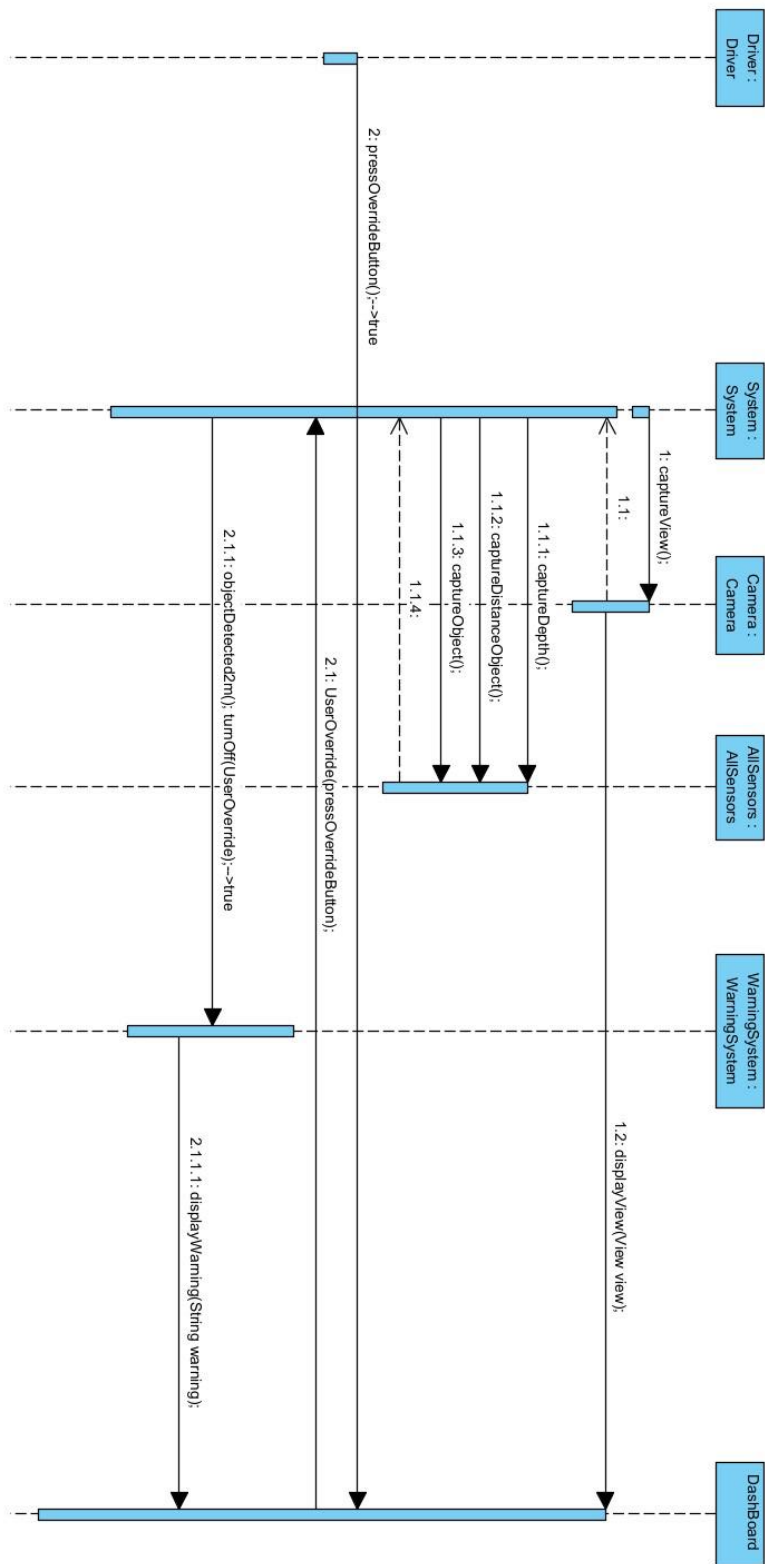 Driver :
Driver
System :
System
Camera :
Camera
AllSensors :
AllSensors
WarningSystem :
WarningSystem
DashBoard
1: captureView();
1.1:
1.2: displayView(View view);
1.1.1: captureDepth();
1.1.2: captureDistanceObject();
1.1.3: captureObject();
1.1.4:
2: pressOverrideButton();-->true
2.1: UserOverride(pressOverrideButton);
2.1.1: objectDetected2m(); turnOff(UserOverride);-->true
2.1.1.1: displayWarning(String warning);